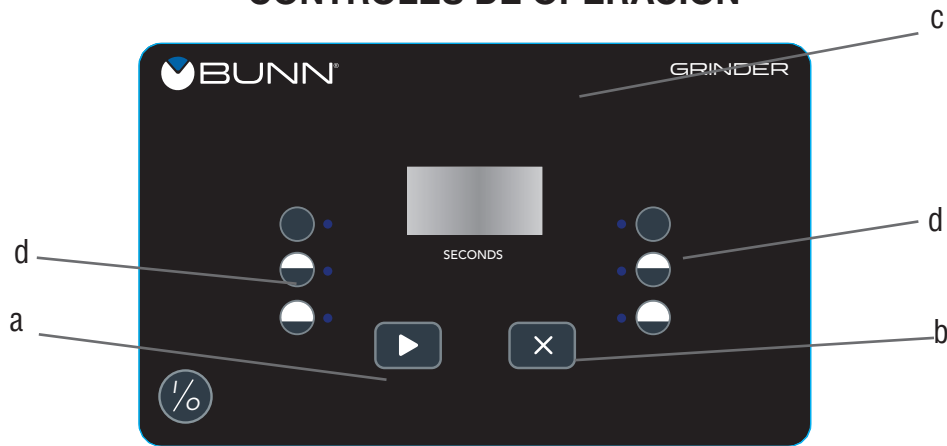 CONTROLES DE OPERACIÓN
c
BUNN® GRINDER
d
SECONDS
d
a
b
I/O